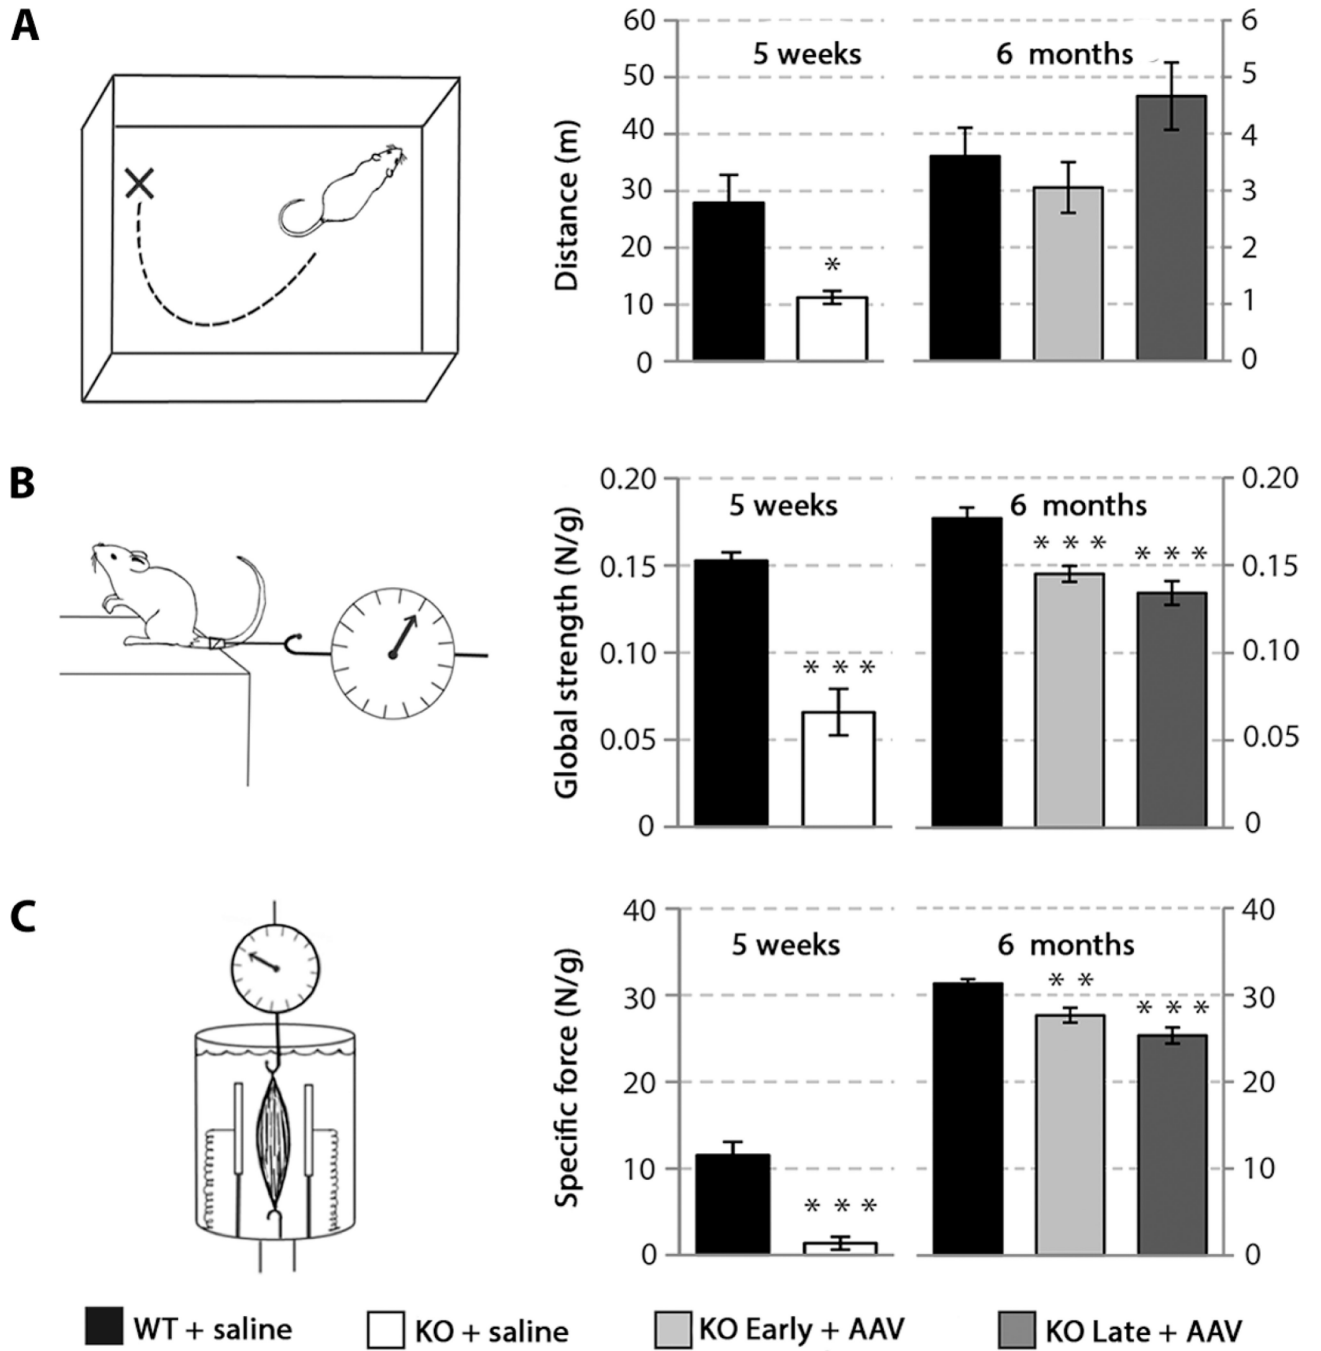 A
Distance (m)
60
50
40
30
20
10
0
5 weeks
*
6 months
6
5
4
3
2
1
0
B
Global strength (N/g)
0.20
0.15
0.10
0.05
0
5 weeks
* * *
6 months
* * *
* * *
0.20
0.15
0.10
0.05
0
C
Specific force (N/g)
40
30
20
10
0
5 weeks
* * *
6 months
* *
* * *
40
30
20
10
0
WT + saline
KO + saline
KO Early + AAV
KO Late + AAV